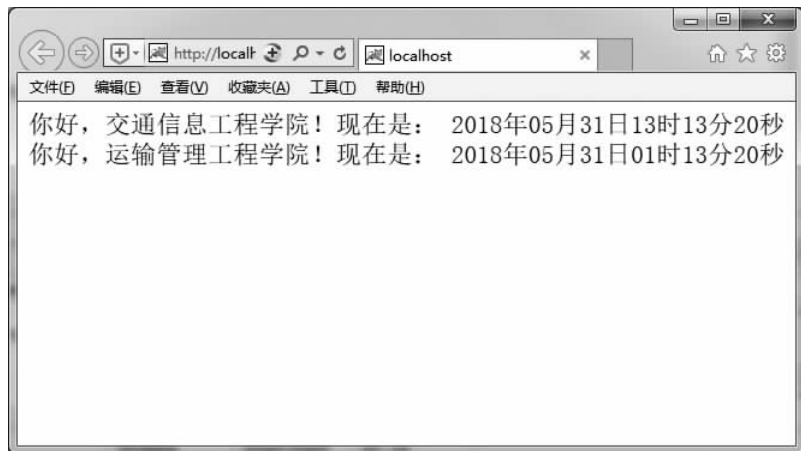 http://localh
localhost
文件(F) 编辑(E) 查看(V) 收藏夹(A) 工具(T) 帮助(H)
你好，交通信息工程学院！现在是： 2018年05月31日13时13分20秒
你好，运输管理工程学院！现在是： 2018年05月31日01时13分20秒